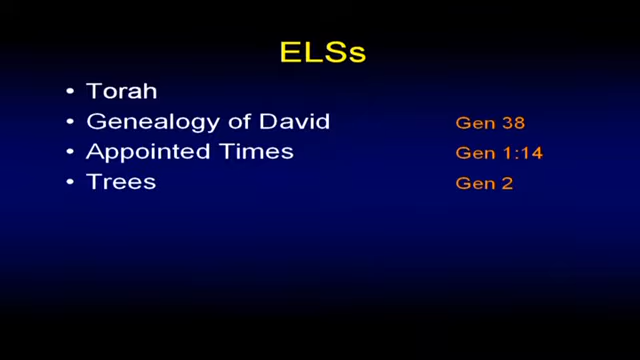 ELSs
• Torah
• Genealogy of David Gen 38
• Appointed Times Gen 1:14
• Trees Gen 2